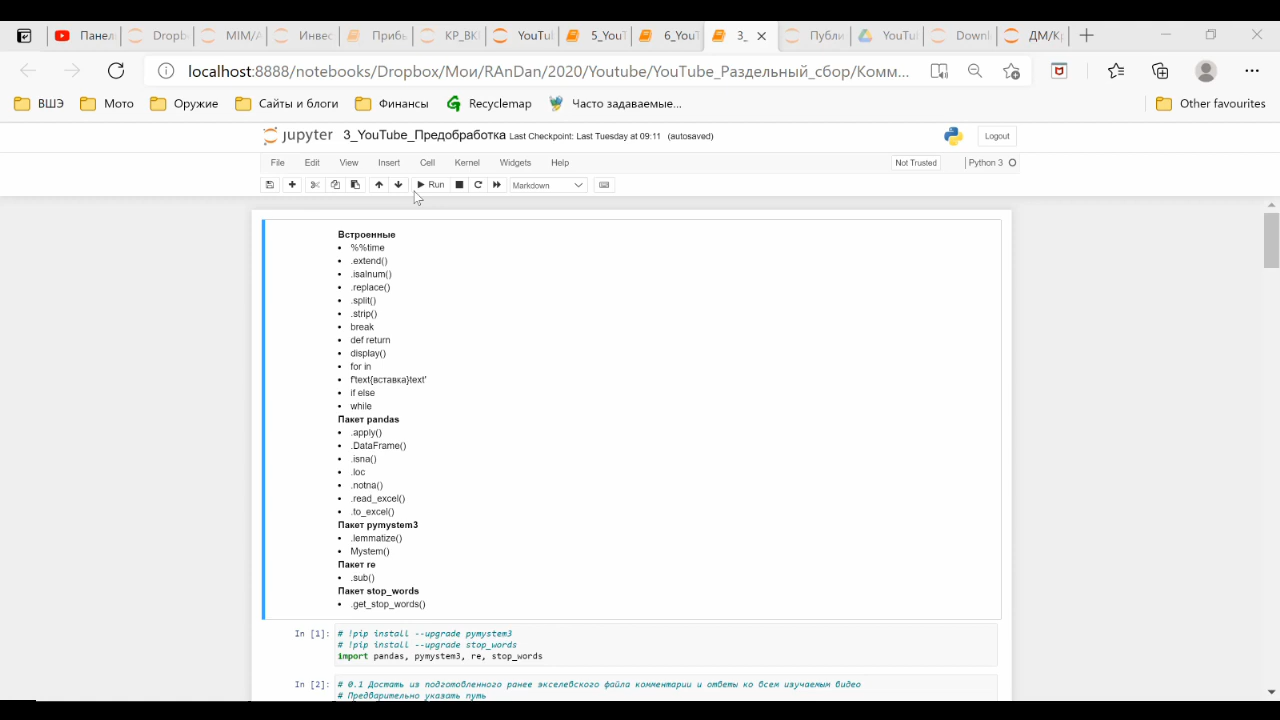 Панел
Dropb
MIM/A
Инвес
Прибы
KP_BKI
YouTul
5_YouT
6_YouT
3_
Публи
YouTu
Downl
ДМ/Кр
localhost:8888/notebooks/Dropbox/Мои/RAnDan/2020/Youtube/YouTube_Раздельный_сбор/Комм...
ВШЭ
Мото
Оружие
Сайты и блоги
Финансы
Recyclemap
Часто задаваемые...
Other favourites
jupyter 3_YouTube_Предобработка Last Checkpoint: Last Tuesday at 09:11 (autosaved)
Logout
File Edit View Insert Cell Kernel Widgets Help
Not Trusted
Python 3
Run
Markdown
Встроенные
• %%time
• .extend()
• .isalnum()
• .replace()
• .split()
• .strip()
• break
• def return
• display()
• for in
• f'text{вставка}text'
• if else
• while
Пакет pandas
• .apply()
• .DataFrame()
• .isna()
• .loc
• .notna()
• .read_excel()
• .to_excel()
Пакет pymystem3
• .lemmatize()
• Mystem()
Пакет re
• .sub()
Пакет stop_words
• .get_stop_words()
In [1]: # !pip install --upgrade pymystem3
# !pip install --upgrade stop_words
import pandas, pymystem3, re, stop_words
In [2]: # 0.1 Достать из подготовленного ранее экселевского файла комментарии и ответы ко всем изучаемым видео
# Предварительно указать путь